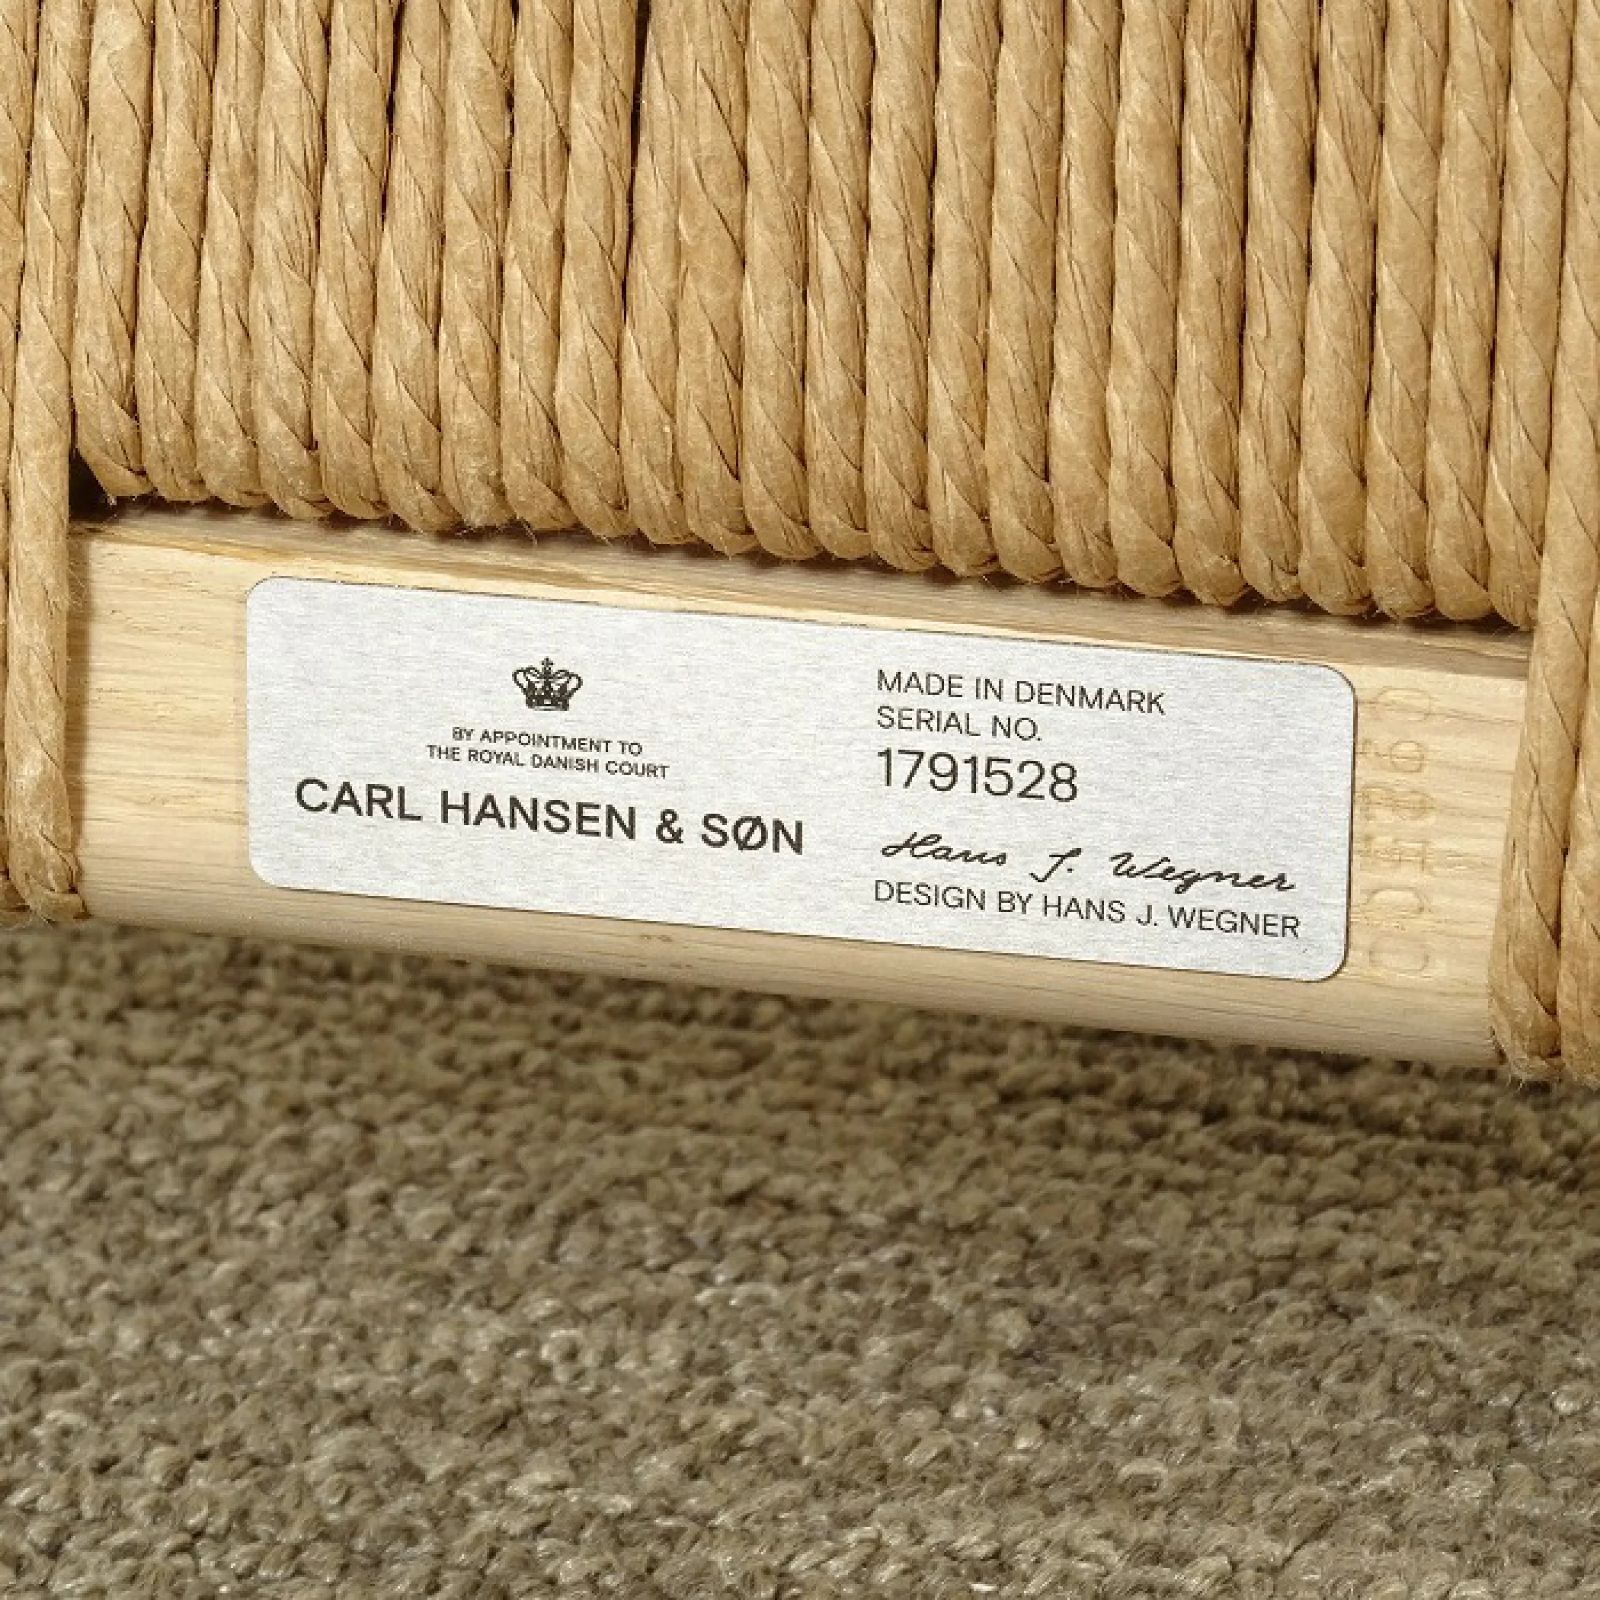 BY APPOINTMENT TO
THE ROYAL DANISH COURT
CARL HANSEN & SØN
MADE IN DENMARK
SERIAL NO.
1791528
Hans J. Wegner
DESIGN BY HANS J. WEGNER